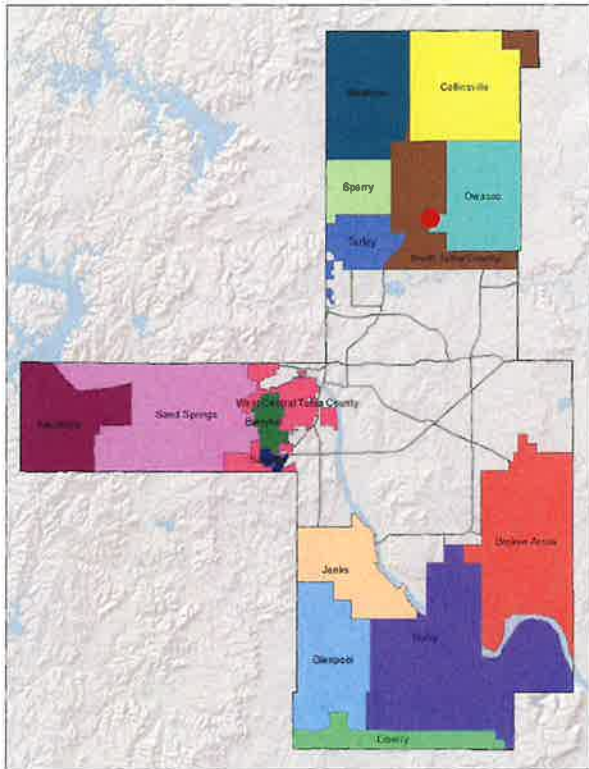 Skiatook
Collinsville
Sperry
Owasso
Turley
North Tulsa County
West Central Tulsa County
Sand Springs
Berryhill
Keystone
Broken Arrow
Jenks
Bixby
Glenpool
Liberty